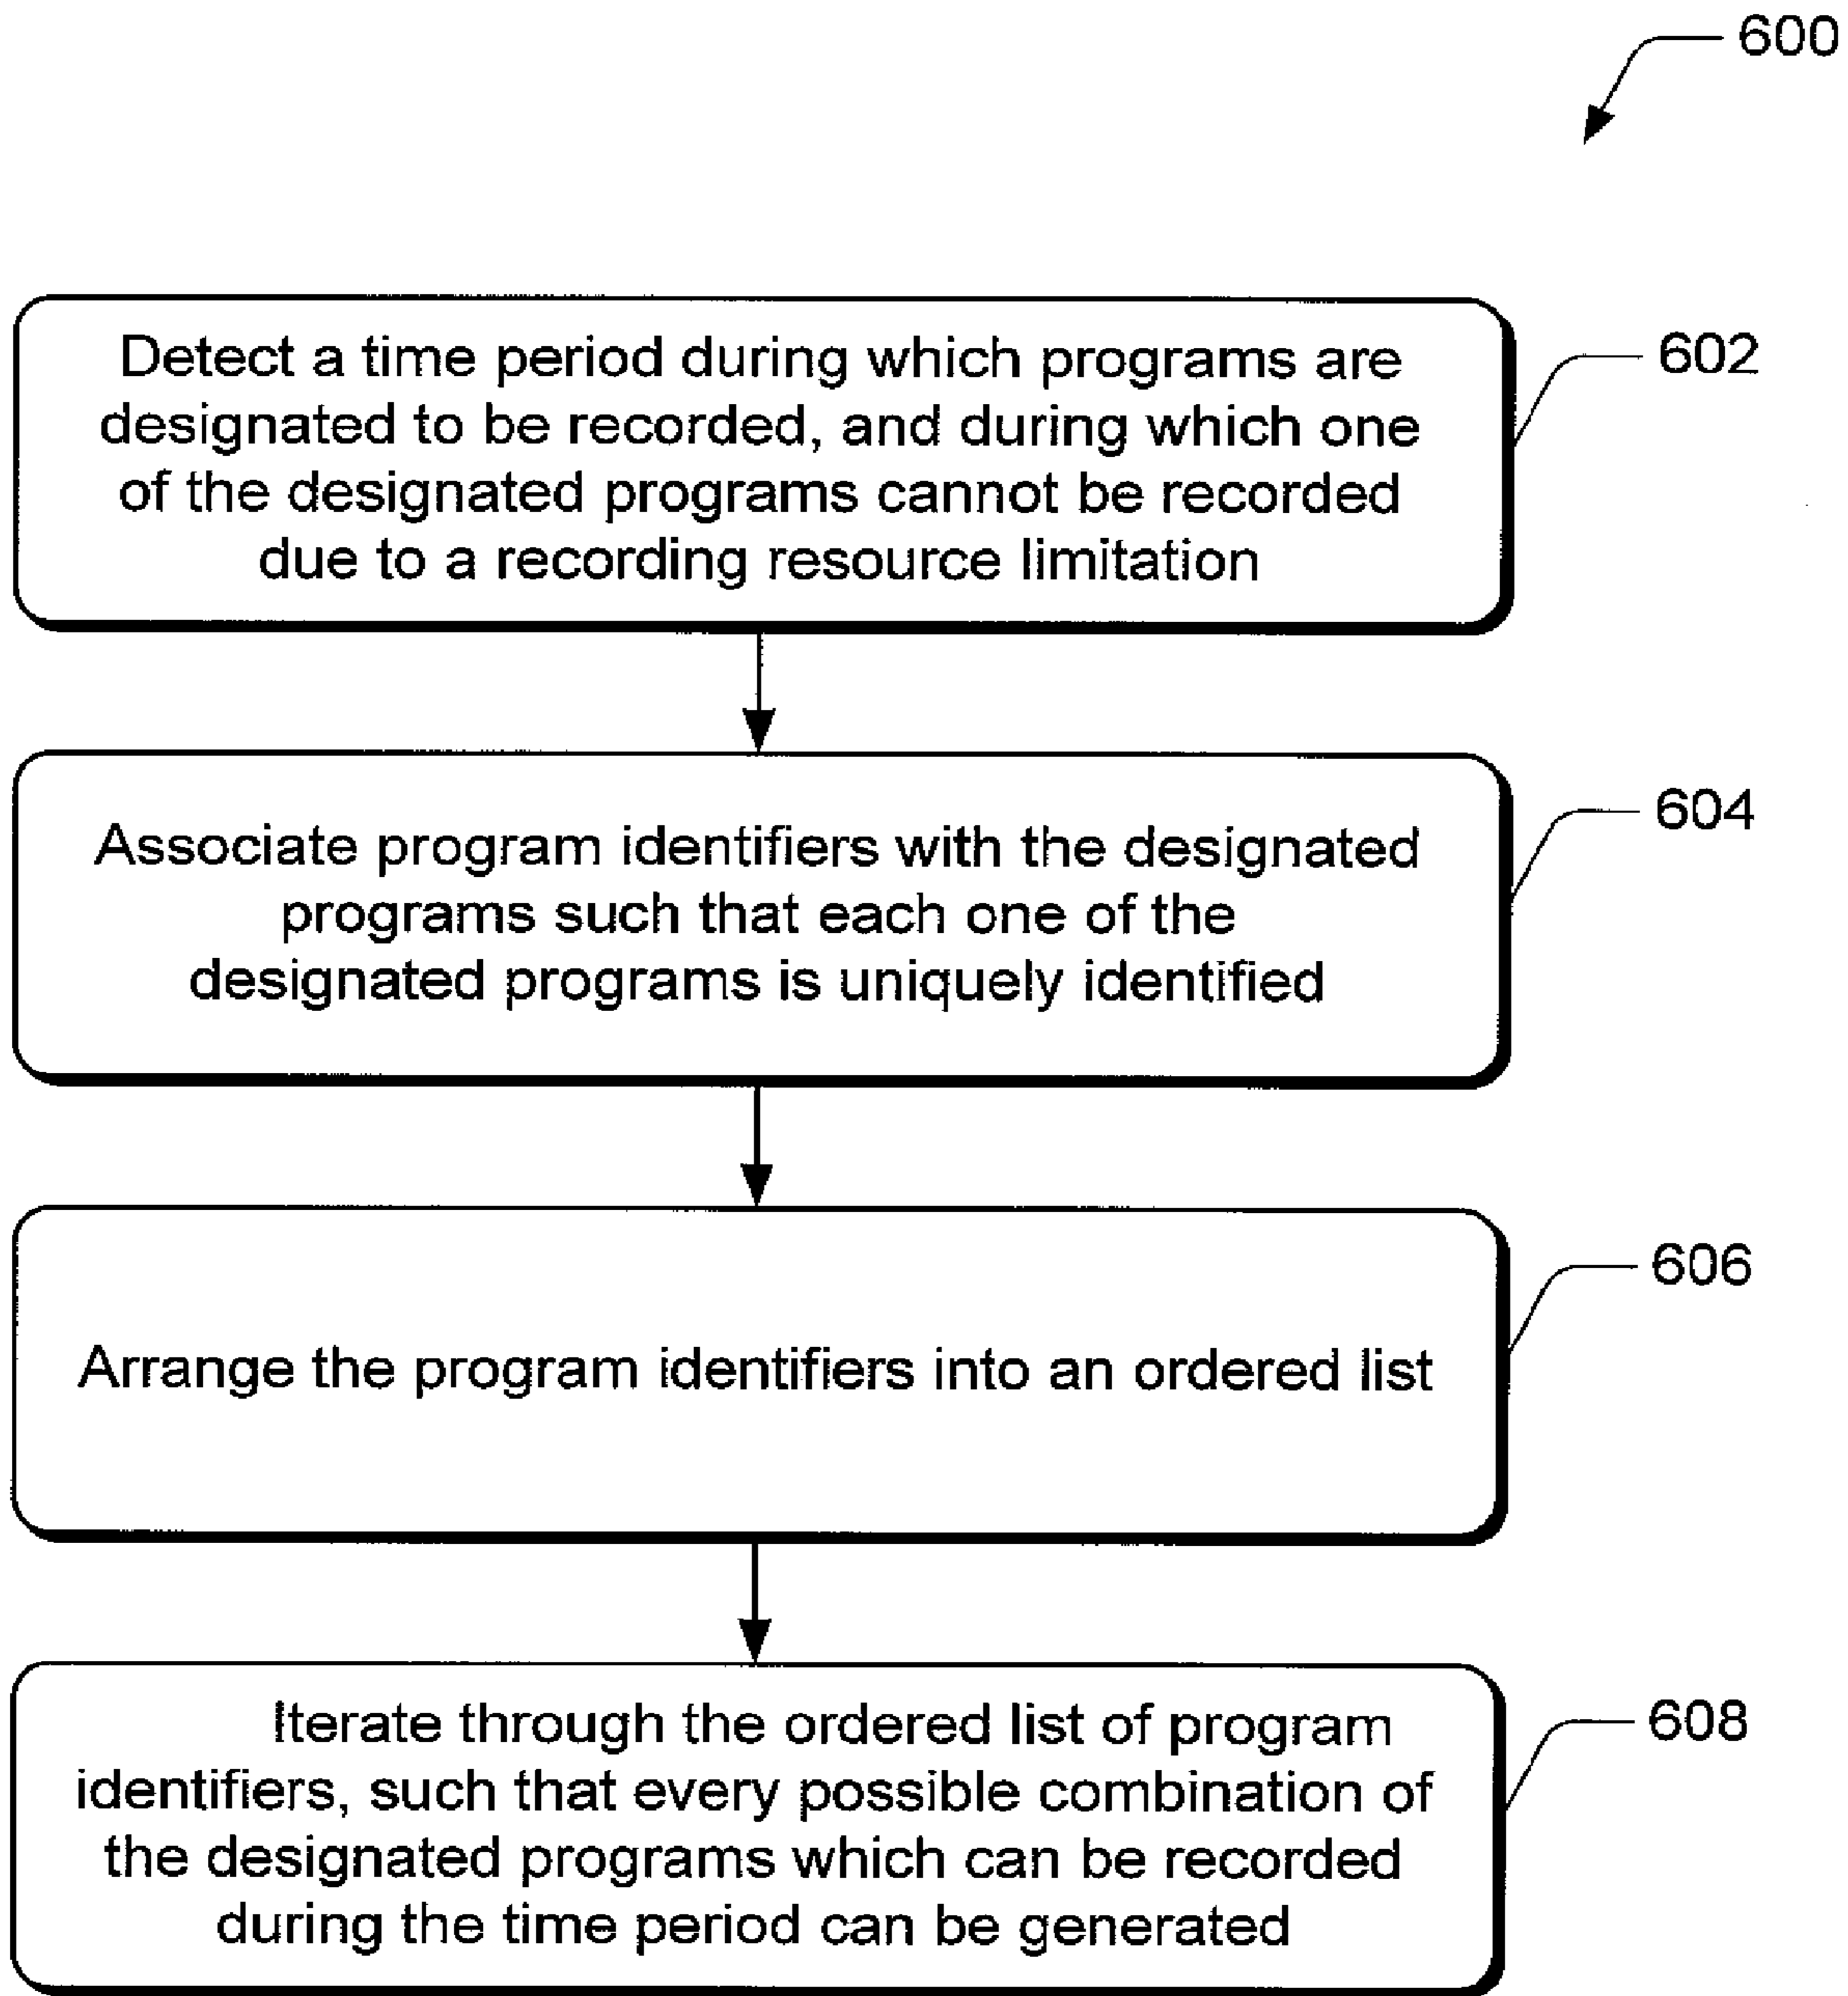 600
Detect a time period during which programs are
designated to be recorded, and during which one
of the designated programs cannot be recorded
due to a recording resource limitation
602
Associate program identifiers with the designated
programs such that each one of the
designated programs is uniquely identified
604
Arrange the program identifiers into an ordered list
606
Iterate through the ordered list of program
identifiers, such that every possible combination of
the designated programs which can be recorded
during the time period can be generated
608